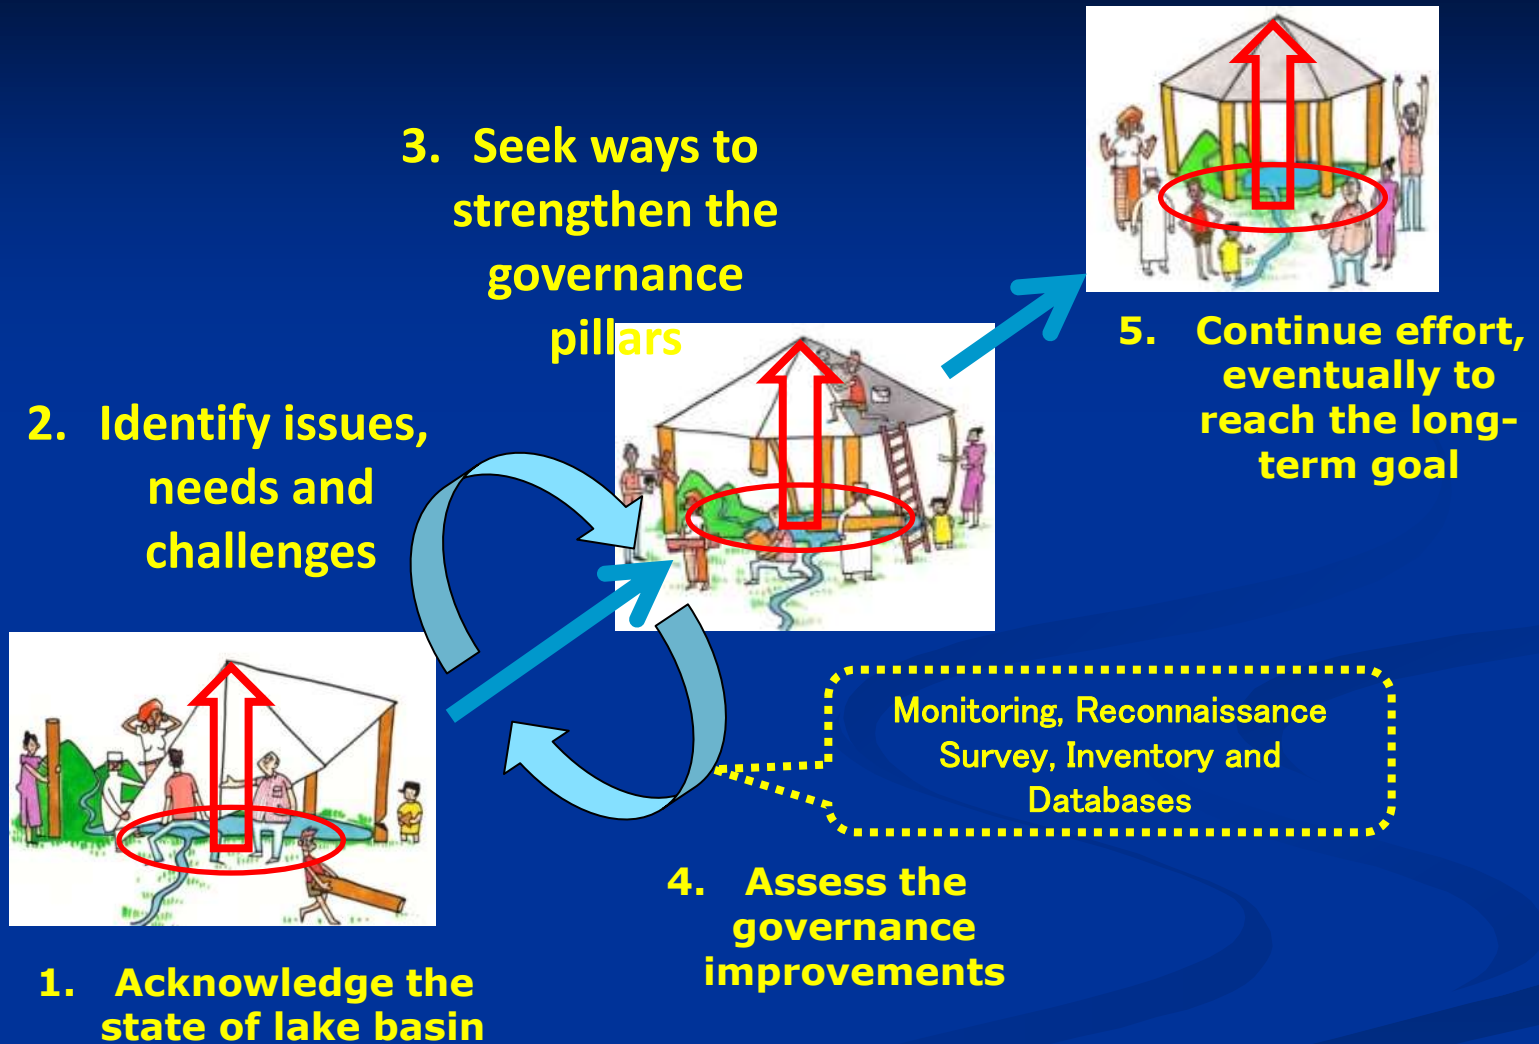 3. Seek ways to
strengthen the
governance
pillars
2. Identify issues,
needs and
challenges
5. Continue effort,
eventually to
reach the long-
term goal
Monitoring, Reconnaissance
Survey, Inventory and
Databases
4. Assess the
governance
improvements
1. Acknowledge the
state of lake basin